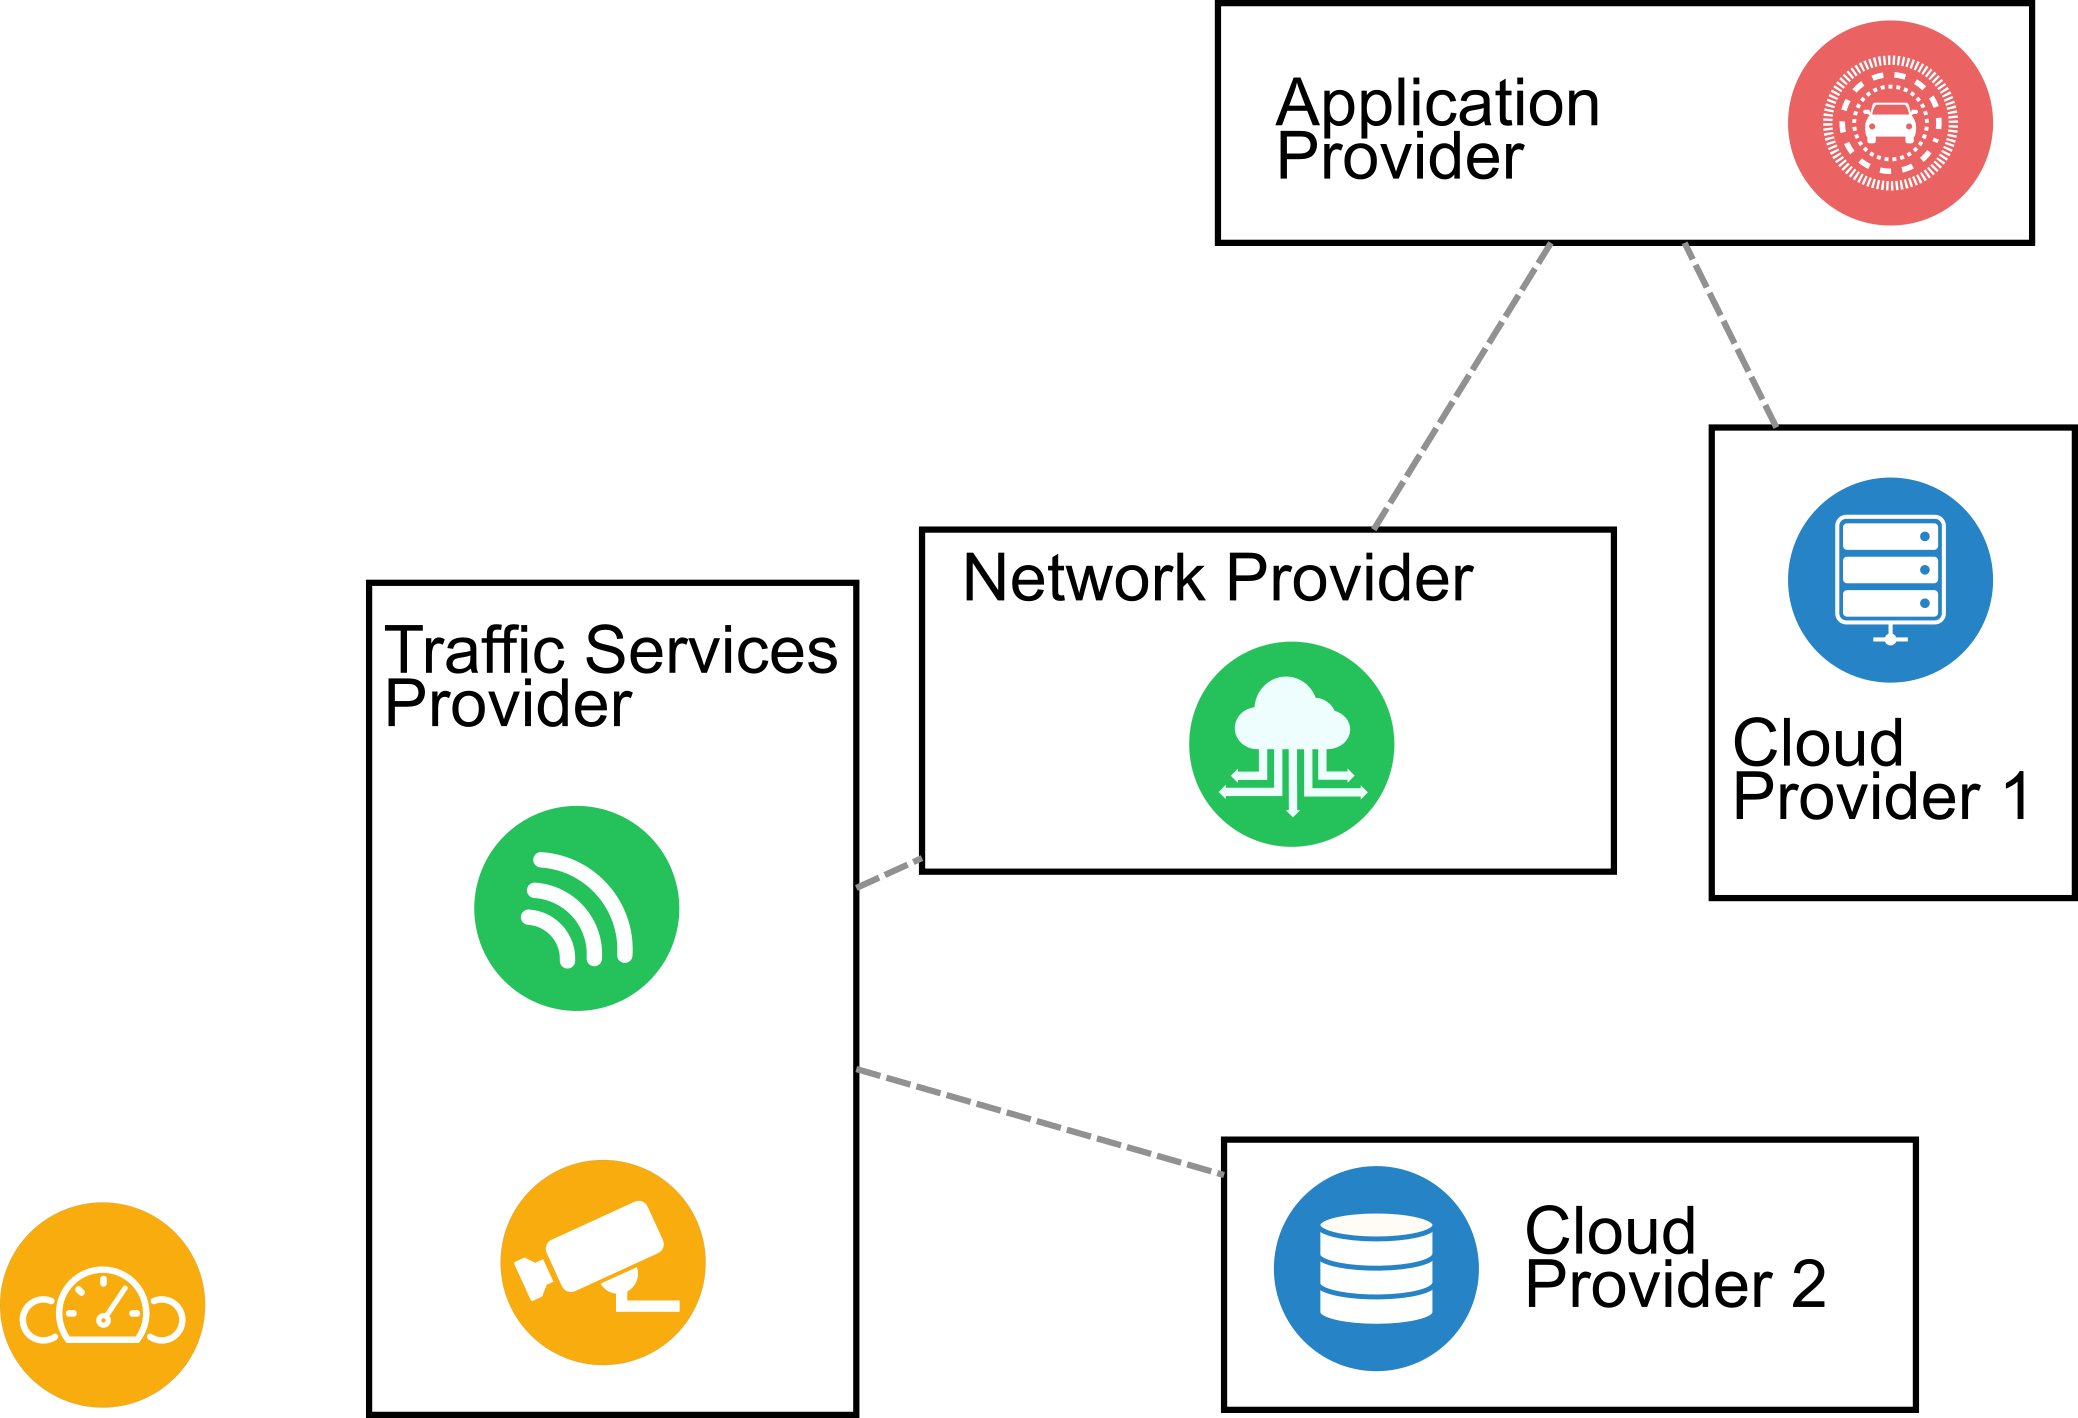 Application
Provider
Network Provider
Traffic Services
Provider
Cloud
Provider 1
Cloud
Provider 2